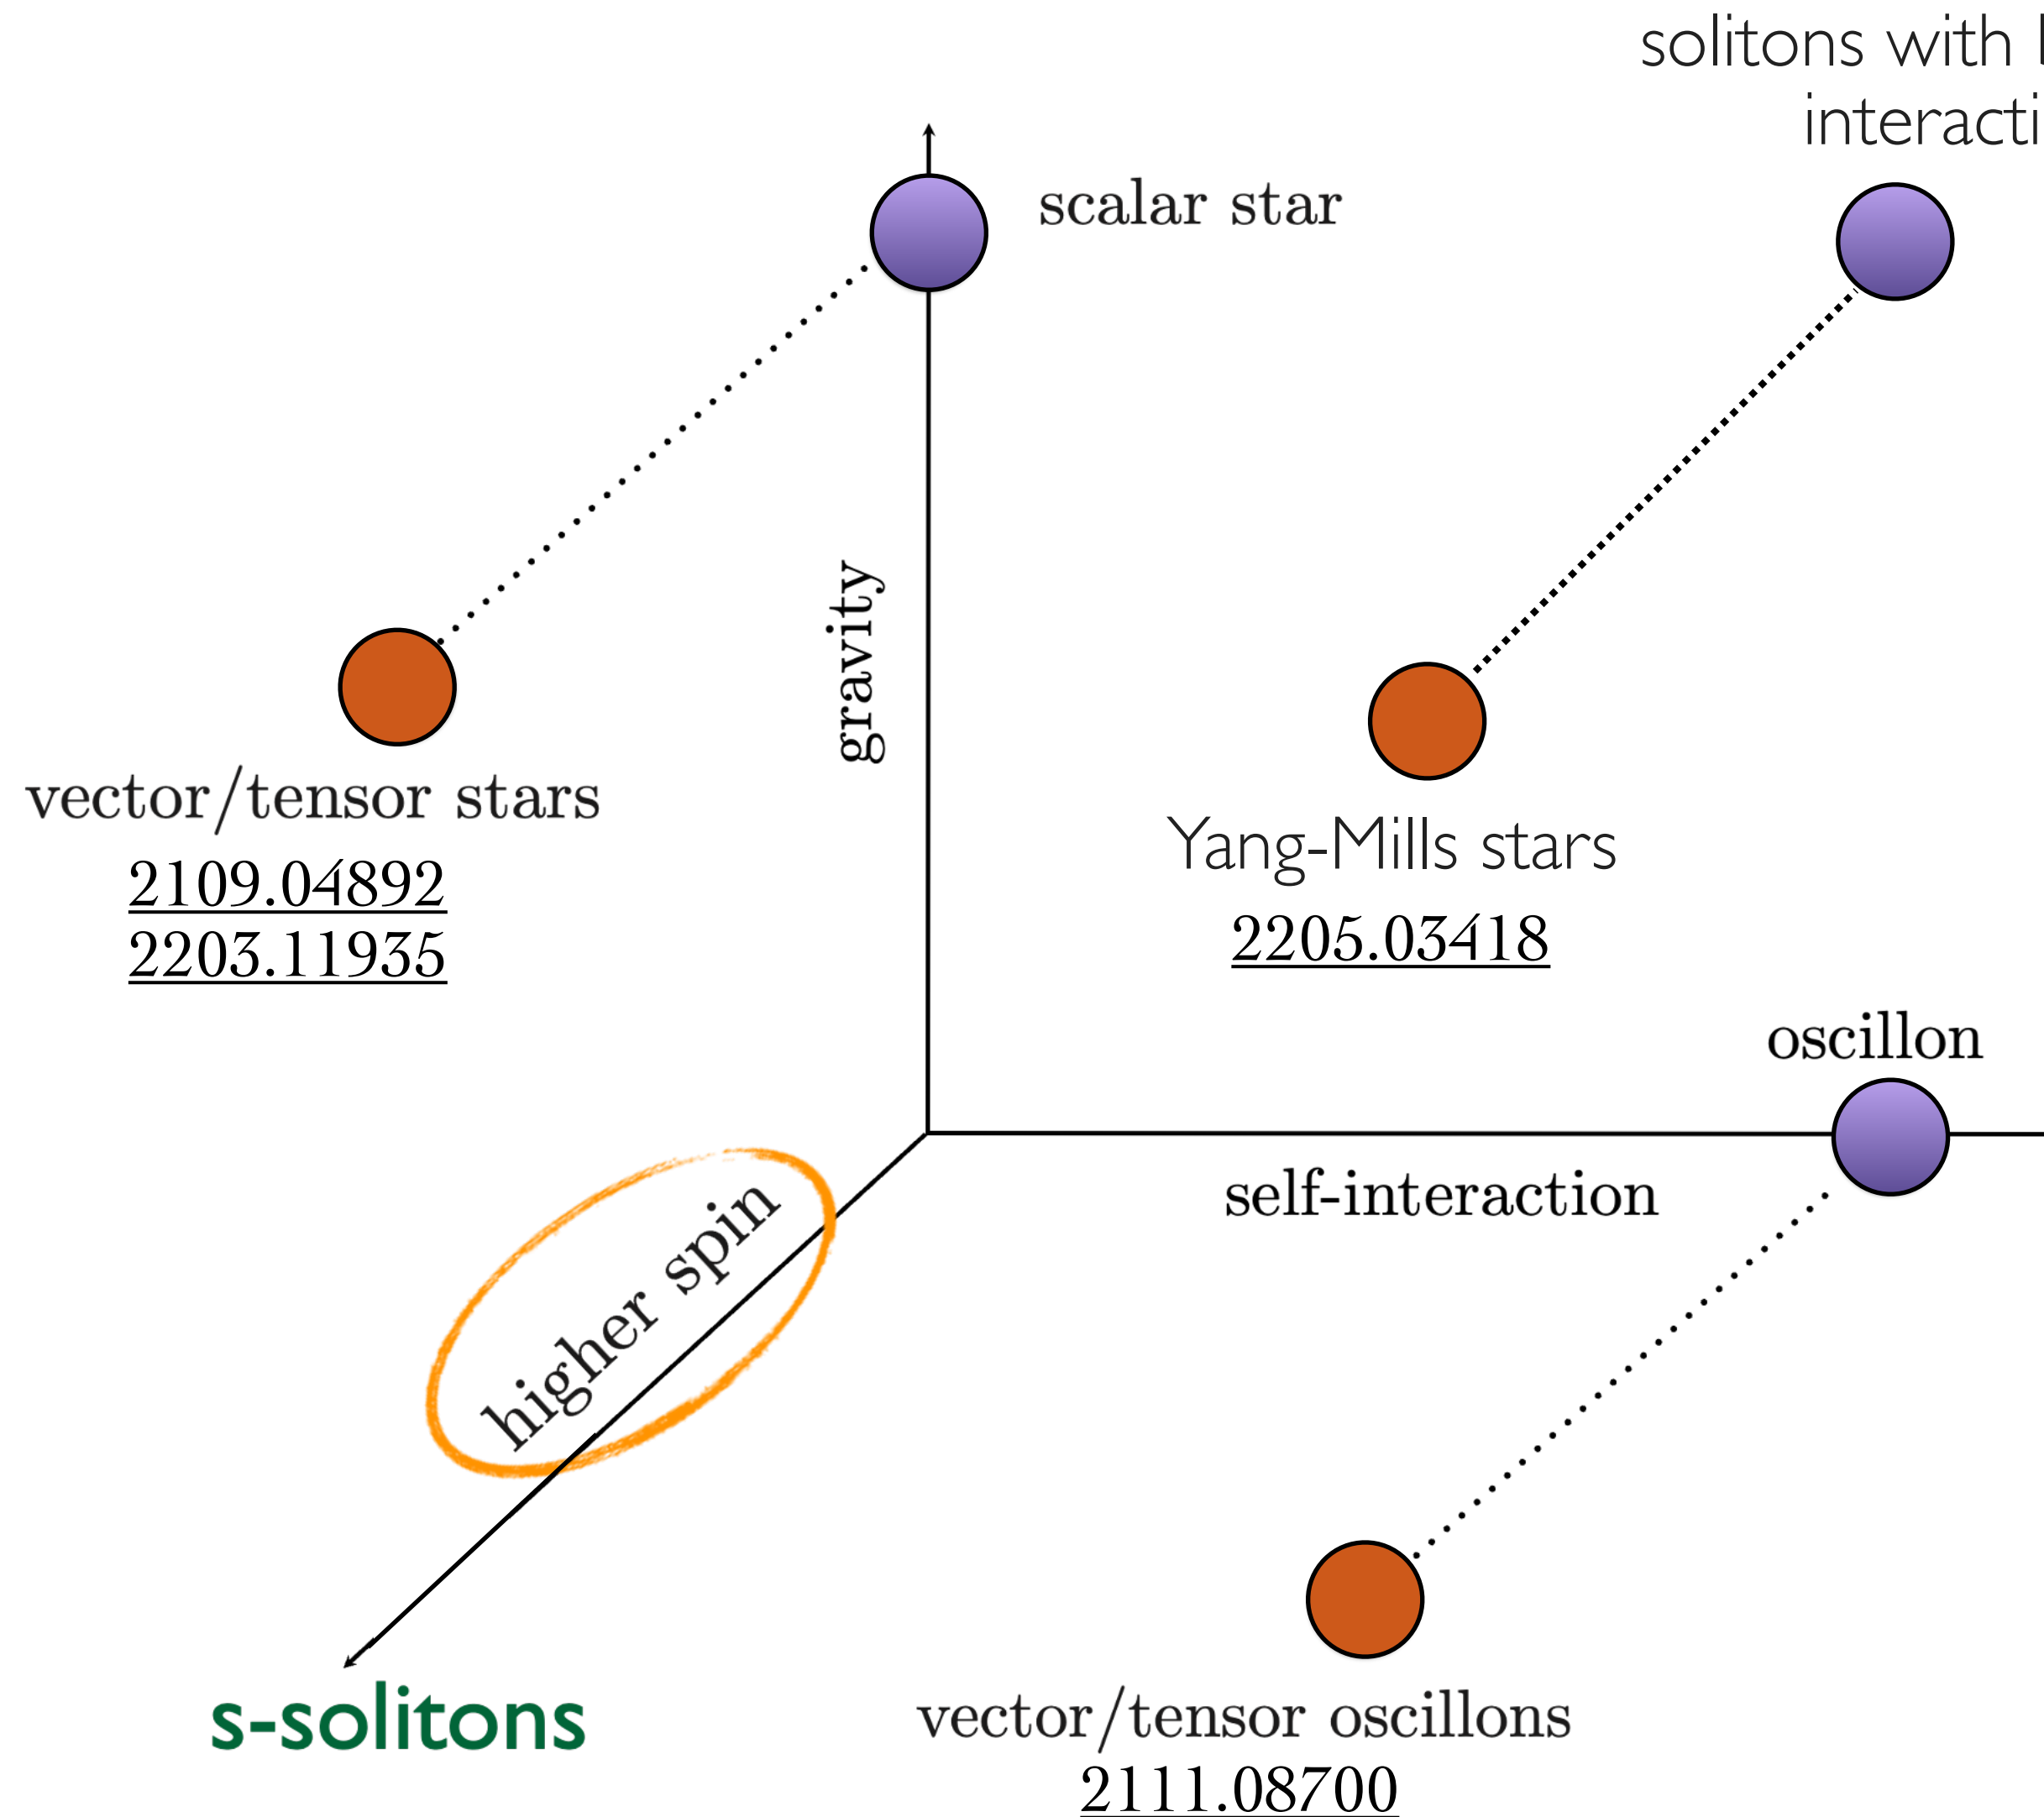 solitons with
interacti
scalar star
gravity
vector/tensor stars
2109.04892
2203.11935
Yang-Mills stars
2205.03418
oscillon
self-interaction
higher spin
s-solitons
vector/tensor oscillons
2111.08700